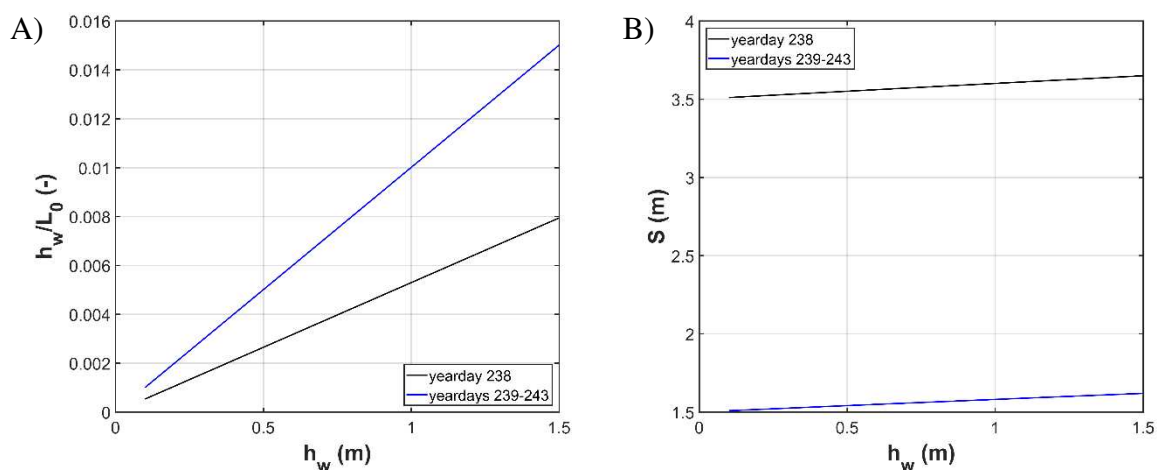 A)
0.016
0.014
0.012
0.01
0.008
0.006
0.004
0.002
0
h_w/L_0 (-)
yearday 238
yeardays 239-243
0
0.5
1
1.5
h_w (m)
B)
4
3.5
3
2.5
2
1.5
S (m)
yearday 238
yeardays 239-243
0
0.5
1
1.5
h_w (m)